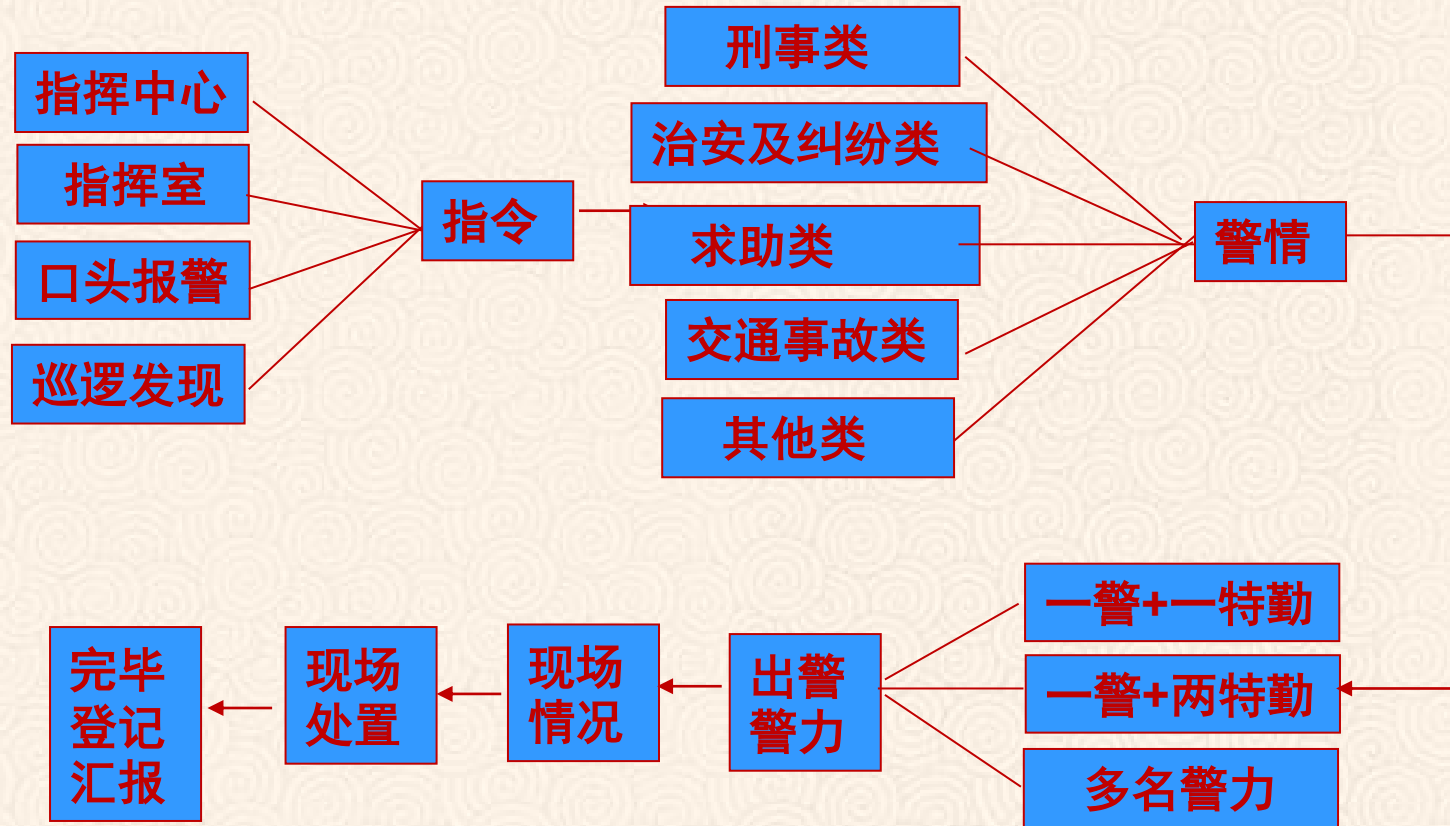 指挥中心
指挥室
口头报警
巡逻发现
指令
刑事类
治安及纠纷类
求助类
交通事故类
其他类
警情
一警+一特勤
一警+两特勤
多名警力
出警
警力
现场
情况
现场
处置
完毕
登记
汇报